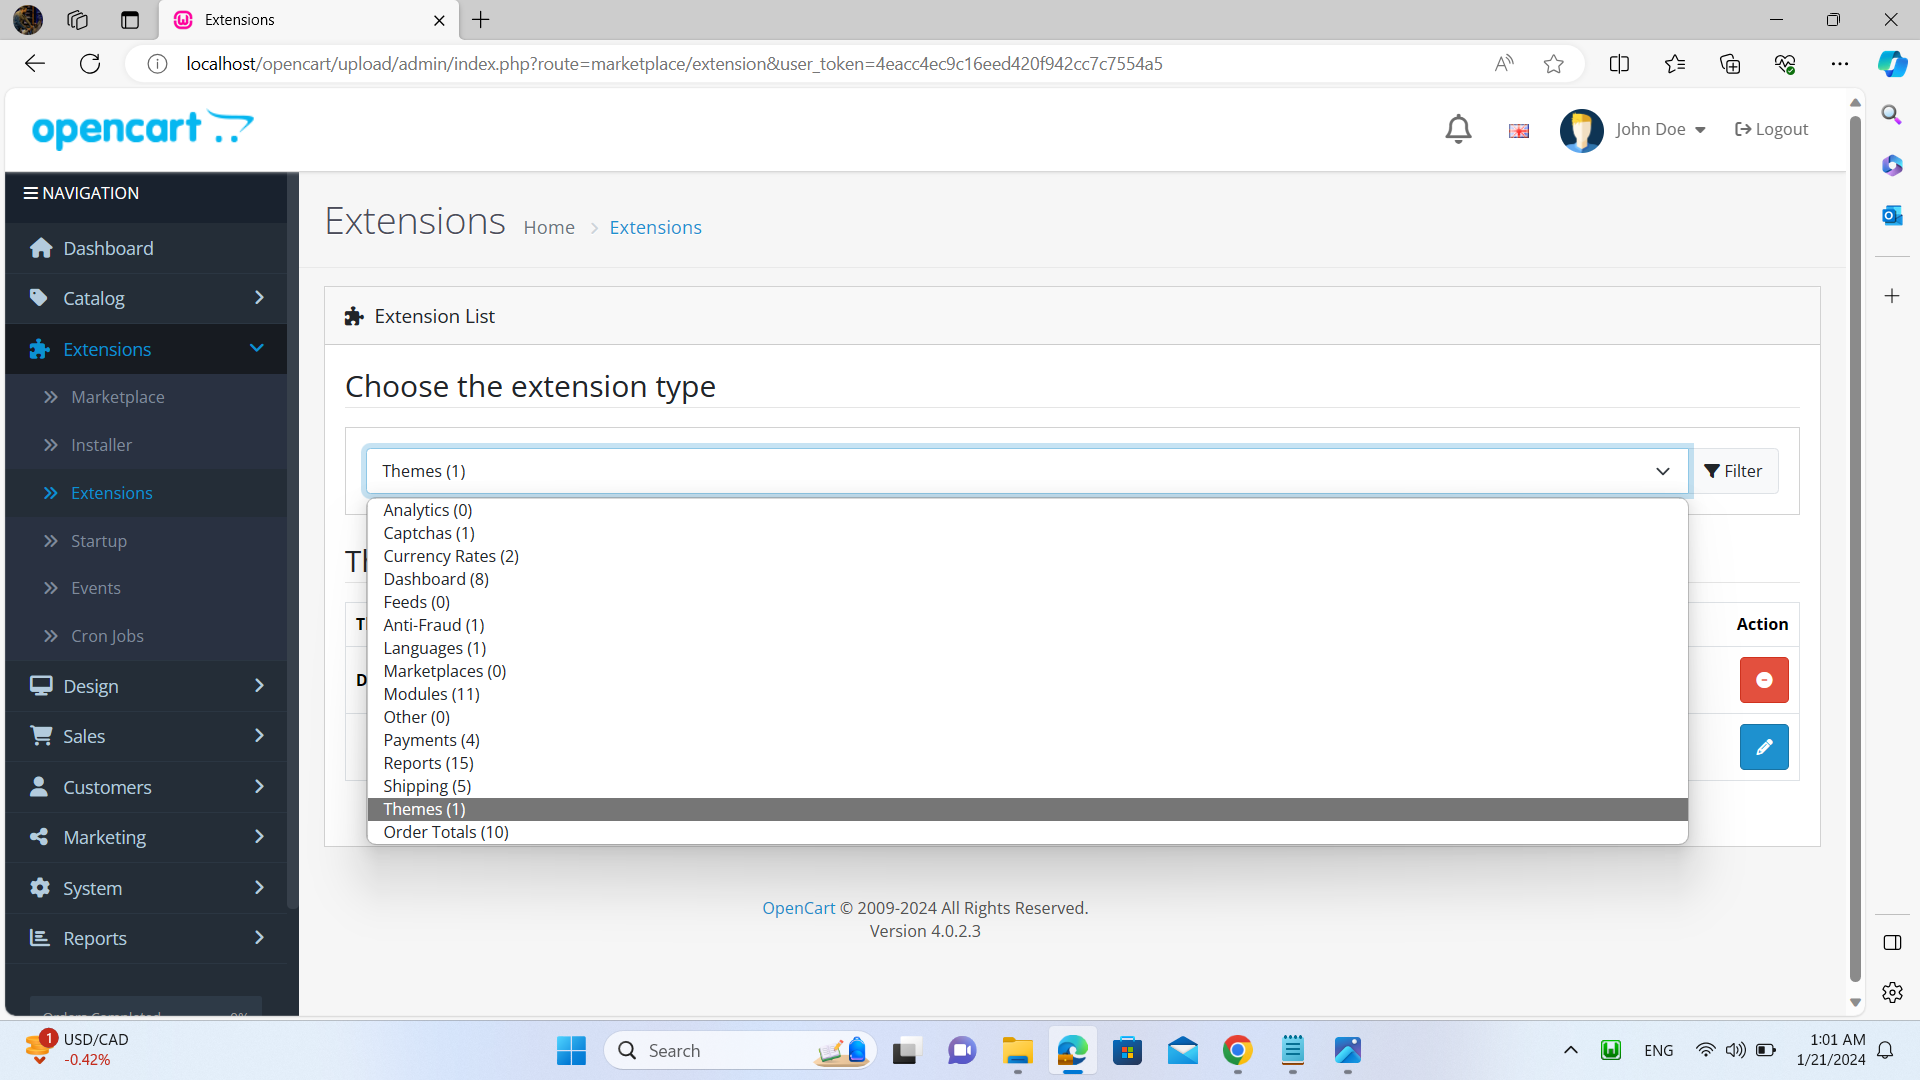 Extensions
localhost/opencart/upload/admin/index.php?route=marketplace/extension&user_token=4eacc4ec9c16eed420f942cc7c7554a5
opencart
John Doe
Logout
NAVIGATION
Dashboard
Catalog
Extensions
Marketplace
Installer
Extensions
Startup
Events
Cron Jobs
Design
Sales
Customers
Marketing
System
Reports
Extensions Home > Extensions
Extension List
Choose the extension type
Themes (1)
Filter
Analytics (0)
Captchas (1)
Currency Rates (2)
Dashboard (8)
Feeds (0)
Anti-Fraud (1)
Languages (1)
Marketplaces (0)
Modules (11)
Other (0)
Payments (4)
Reports (15)
Shipping (5)
Themes (1)
Order Totals (10)
Action
OpenCart © 2009-2024 All Rights Reserved.
Version 4.0.2.3
1
USD/CAD
-0.42%
Search
ENG
1:01 AM
1/21/2024